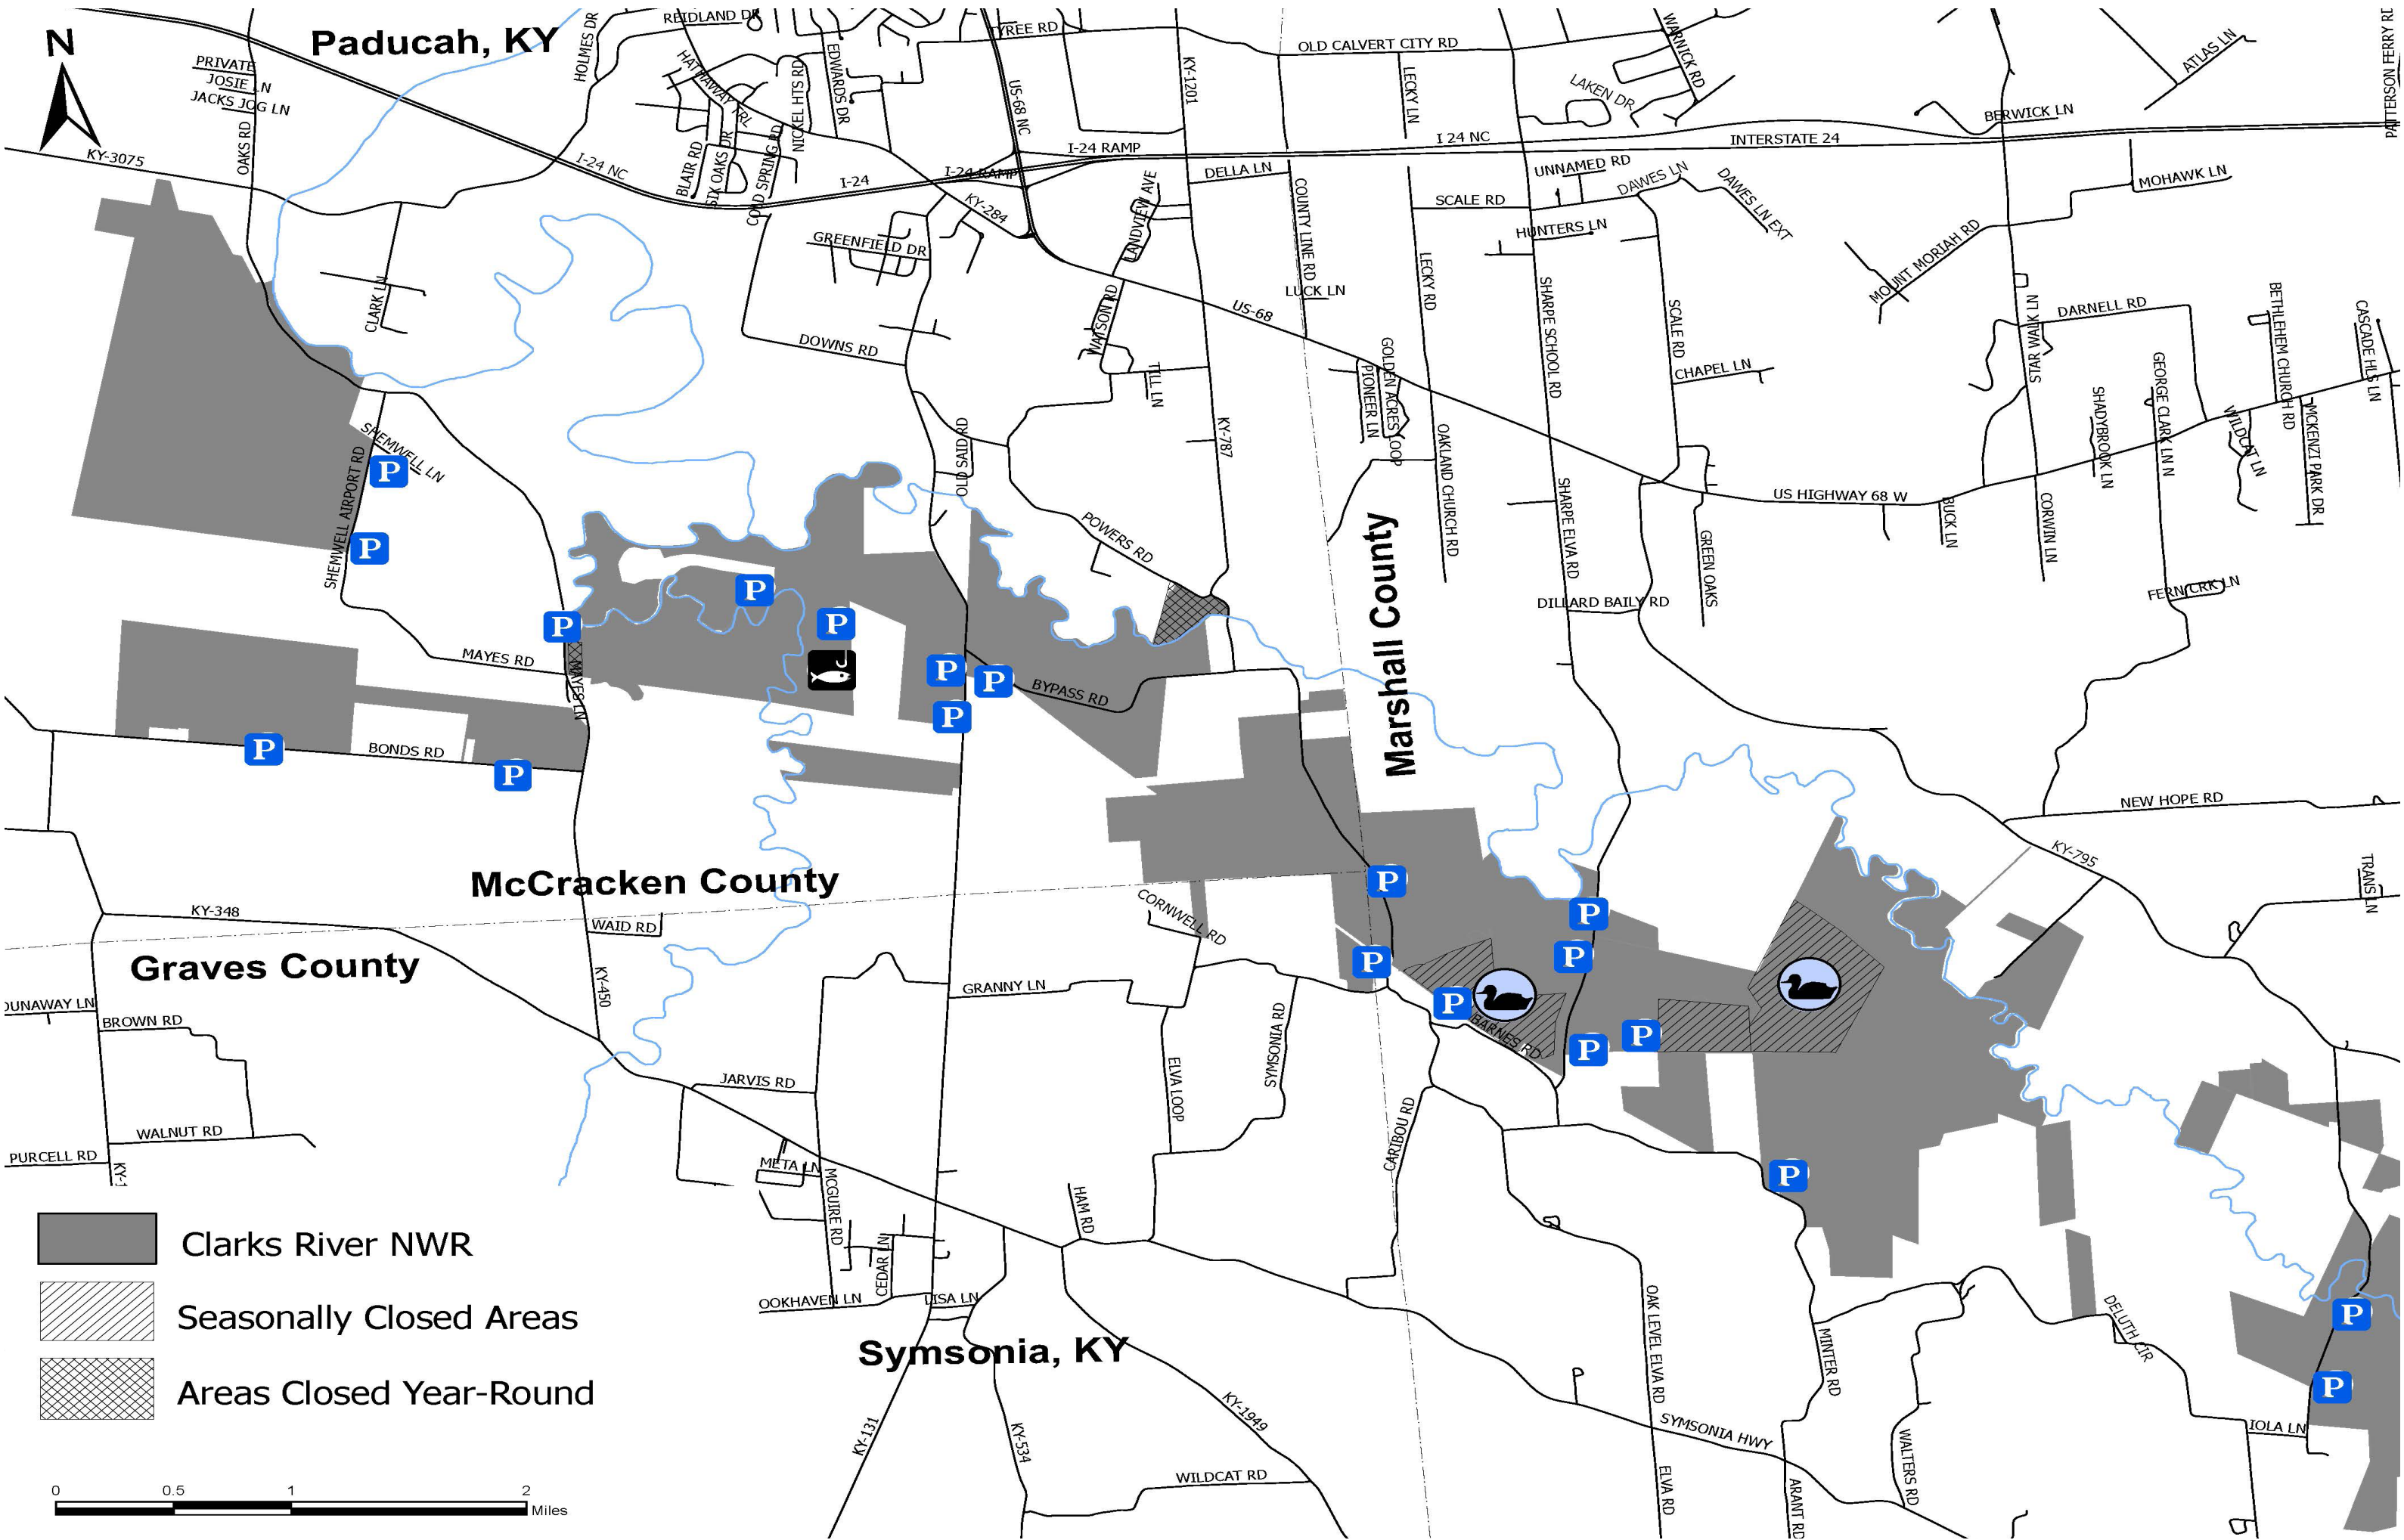 N
Paducah, KY
PRIVATE
JOSIE LN
JACKS JOG LN
OAKS RD
KY-3075
HOLMES DR
REIDLAND DR
HATHAWAY TRL
EDWARDS DR
NICKEL HTS RD
BLAIR RD
SIX OAKS DR
COLD SPRING RD
I-24 NC
I-24
I-24 RAMP
TYREE RD
US-68 NC
I-24 RAMP
KY-1201
KY-284
OLD CALVERT CITY RD
LECKY LN
LAKEN DR
WARNICK RD
I 24 NC
INTERSTATE 24
BERWICK LN
ATLAS LN
PATTERSON FERRY RD
DELLA LN
COUNTY LINE RD
LUCK LN
LANDVIEW AVE
WATSON RD
UNNAMED RD
SCALE RD
DAWES LN
DAWES LN EXT
HUNTERS LN
MOHAWK LN
MOUNT MORIAH RD
GREENFIELD DR
CLARK LN
DOWNS RD
TILL LN
US-68
LECKY RD
SHARPE SCHOOL RD
SCALE RD
CHAPEL LN
STAR WALK LN
DARNELL RD
BETHLEHEM CHURCH RD
CASCADE HLS LN
GOLDEN ACRES LOOP
PIONEER LN
KY-787
OAKLAND CHURCH RD
SHADYBROOK LN
GEORGE CLARK LN N
WILDCAT LN
MCKENZI PARK DR
SHEMWELL LN
P
SHEMWELL AIRPORT RD
P
OLD SAID RD
POWERS RD
Marshall County
SHARPE ELVA RD
US HIGHWAY 68 W
GREEN OAKS
BUCK LN
CORWIN LN
DILLARD BAILY RD
FERN CRK LN
P
P
P
MAYES RD
MAYES LN
P
P
P
BYPASS RD
P
BONDS RD
P
NEW HOPE RD
KY-795
TRANS LN
McCracken County
KY-348
WAID RD
Graves County
KY-450
CORNWELL RD
P
P
P
P
P
BARNES RD
P
P
DUNAWAY LN
BROWN RD
GRANNY LN
SYMSONIA RD
ELVA LOOP
JARVIS RD
CARIBOU RD
WALNUT RD
PURCELL RD
KY-1
META LN
MCGUIRE RD
HAM RD
P
CEDAR LN
OOKHAVEN LN
LISA LN
OAK LEVEL ELVA RD
MINTER RD
DELUTH CIR
P
P
Clarks River NWR
Seasonally Closed Areas
Areas Closed Year-Round
Symsonia, KY
KY-131
KY-534
KY-1949
WILDCAT RD
SYMSONIA HWY
ELVA RD
ARANT RD
WALTERS RD
IOLA LN
0 0.5 1 2
Miles